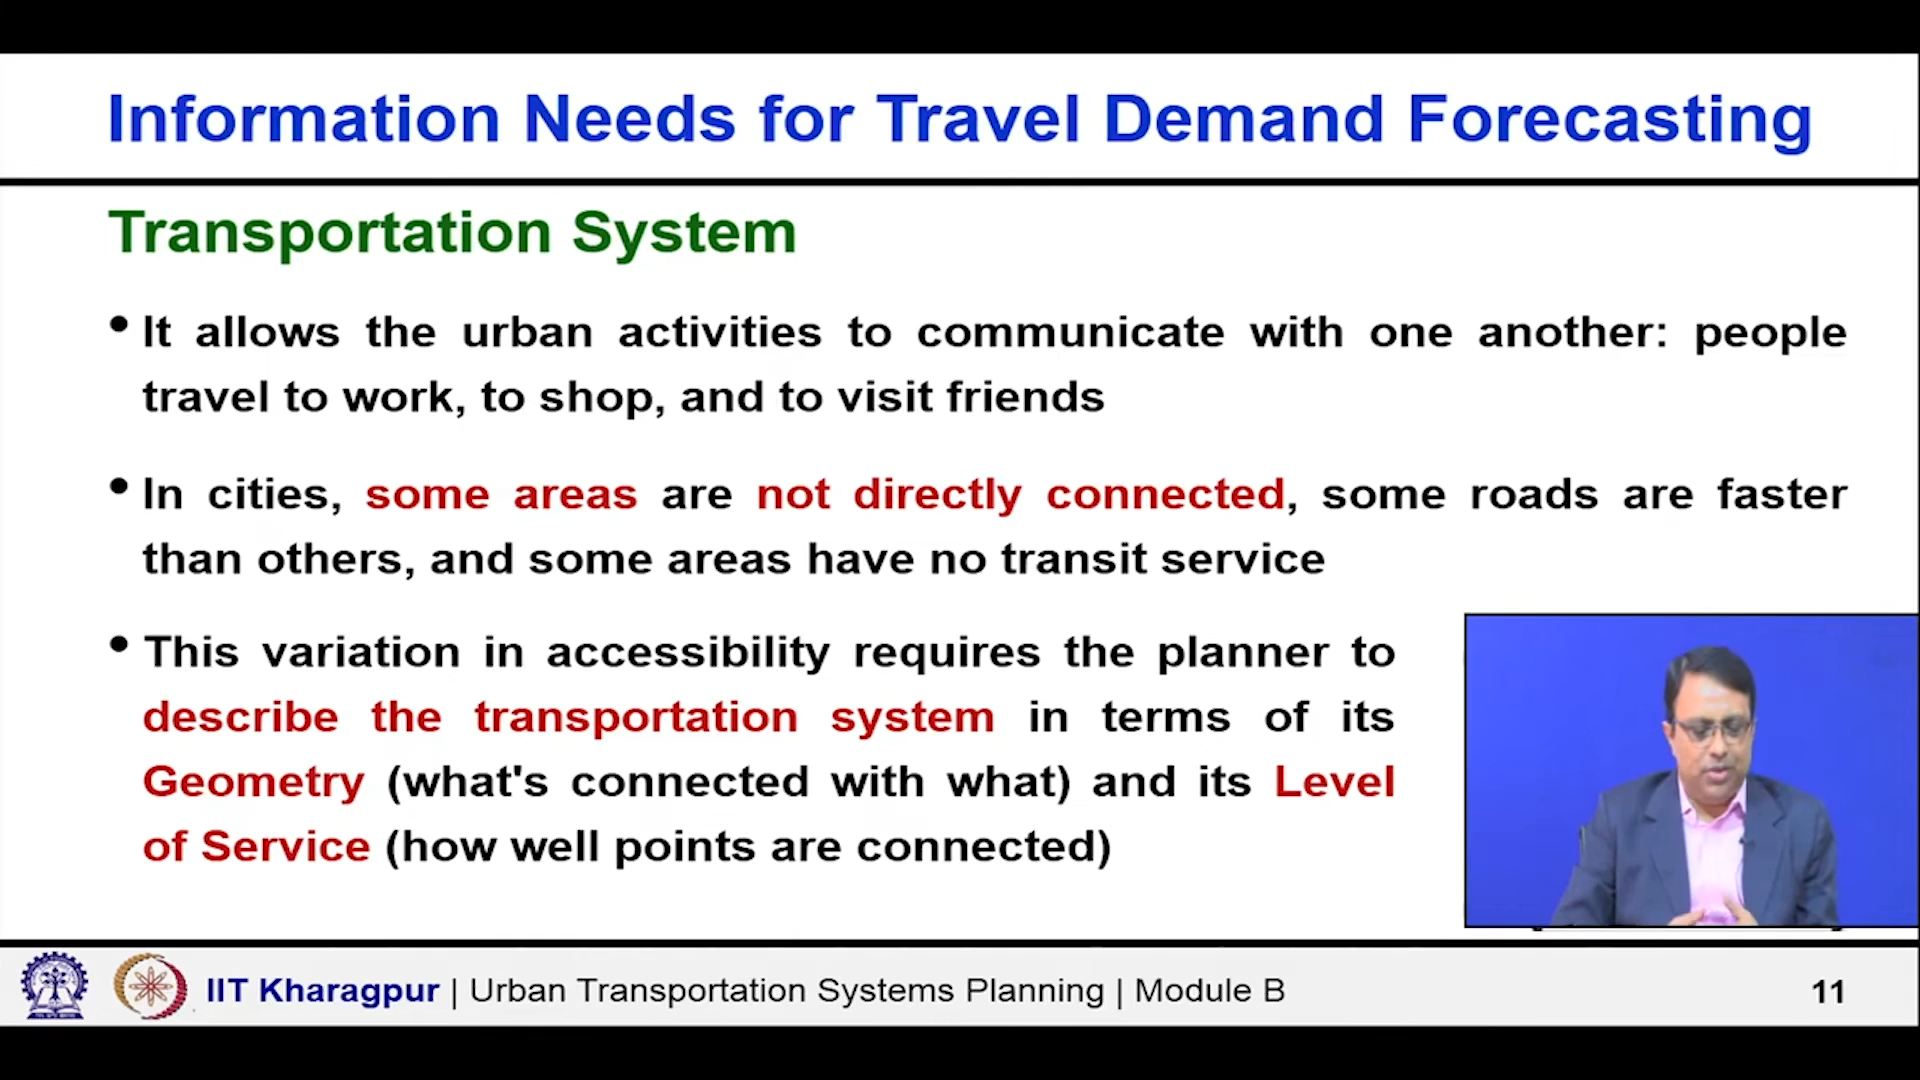 Information Needs for Travel Demand Forecasting
Transportation System
• It allows the urban activities to communicate with one another: people
travel to work, to shop, and to visit friends
• In cities, some areas are not directly connected, some roads are faster
than others, and some areas have no transit service
• This variation in accessibility requires the planner to
describe the transportation system in terms of its
Geometry (what's connected with what) and its Level
of Service (how well points are connected)
IIT Kharagpur | Urban Transportation Systems Planning | Module B
11